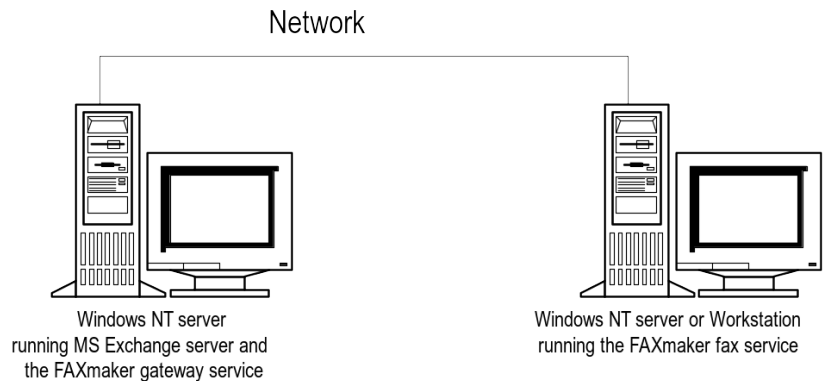 Network
Windows NT server
running MS Exchange server and
the FAXmaker gateway service
Windows NT server or Workstation
running the FAXmaker fax service